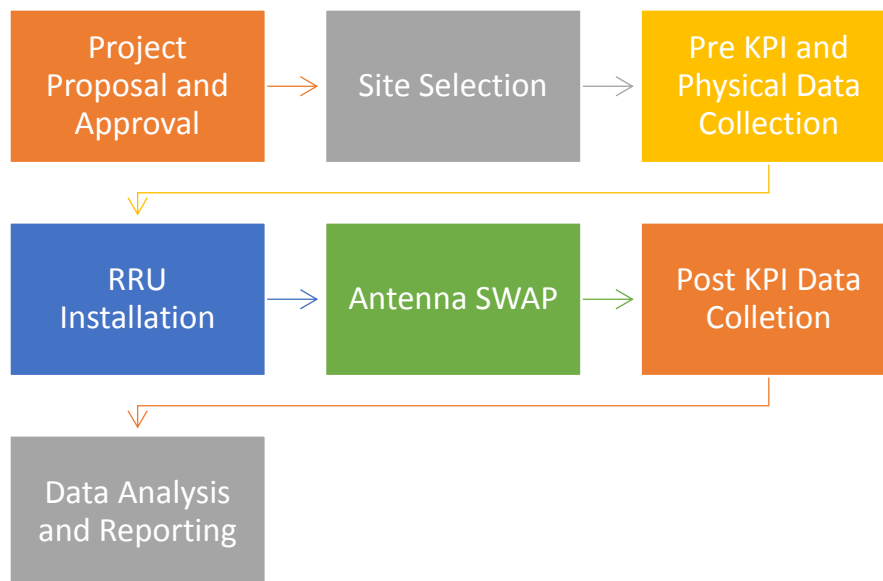 Project
Proposal and
Approval
Site Selection
Pre KPI and
Physical Data
Collection
RRU
Installation
Antenna SWAP
Post KPI Data
Colletion
Data Analysis
and Reporting